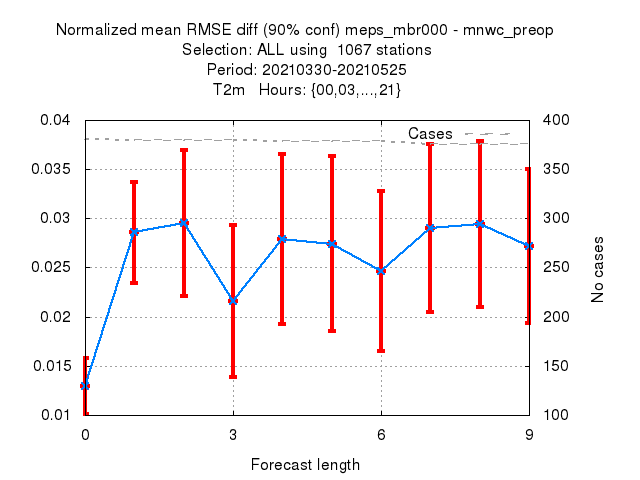 Normalized mean RMSE diff (90% conf) meps_mbr000 - mnwc_preop
Selection: ALL using  1067 stations
Period: 20210330-20210525
T2m   Hours: {00,03,...,21}
0.04
0.035
0.03
0.025
0.02
0.015
0.01
Cases
400
350
300
250
200
150
100
No cases
0
3
6
9
Forecast length